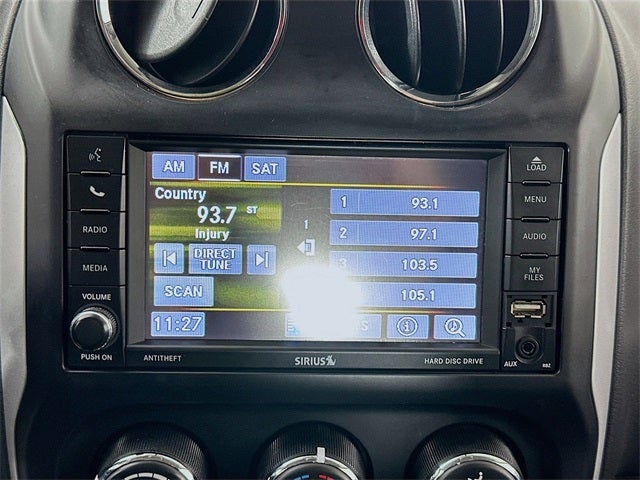 AM FM SAT
Country
93.7 ST
Injury
DIRECT
TUNE
SCAN
11:27
1
1 93.1
2 97.1
3 103.5
105.1
S
RADIO
MEDIA
VOLUME
PUSH ON
LOAD
MENU
AUDIO
MY
FILES
AUX
RBZ
ANTITHEFT
SIRIUS
HARD DISC DRIVE